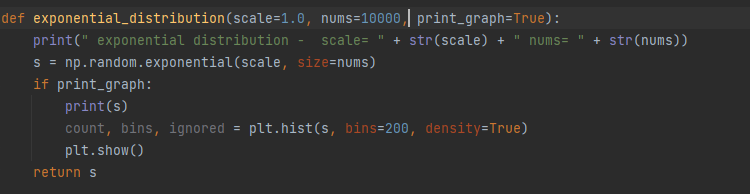 def exponential_distribution(scale=1.0, nums=10000, print_graph=True):
    print(" exponential distribution -  scale= " + str(scale) + " nums= " + str(nums))
    s = np.random.exponential(scale, size=nums)
    if print_graph:
        print(s)
        count, bins, ignored = plt.hist(s, bins=200, density=True)
        plt.show()
    return s